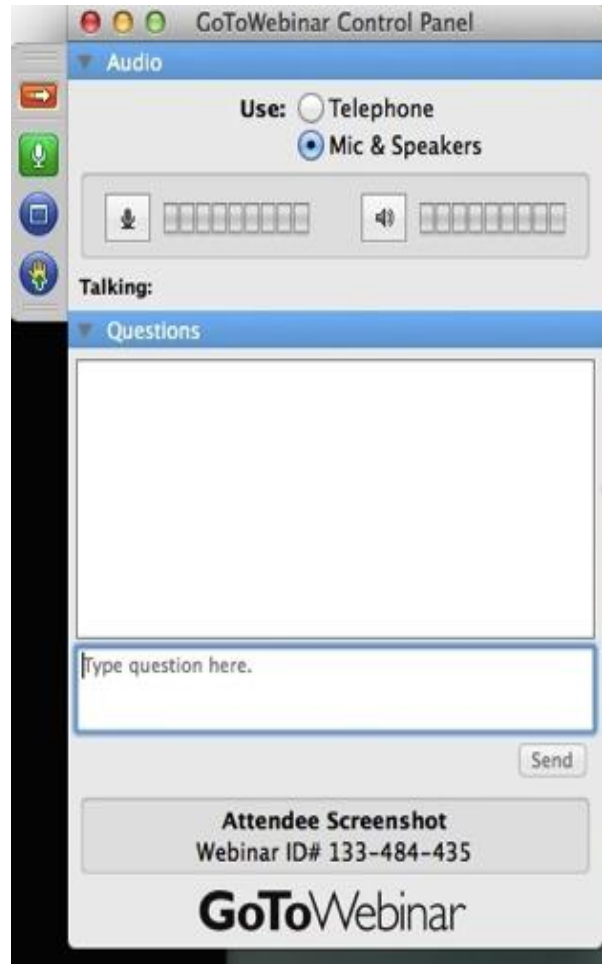 GoToWebinar Control Panel
Audio
Use: Telephone
Mic & Speakers
Talking:
Questions
Type question here.
Send
Attendee Screenshot
Webinar ID# 133-484-435
GoToWebinar